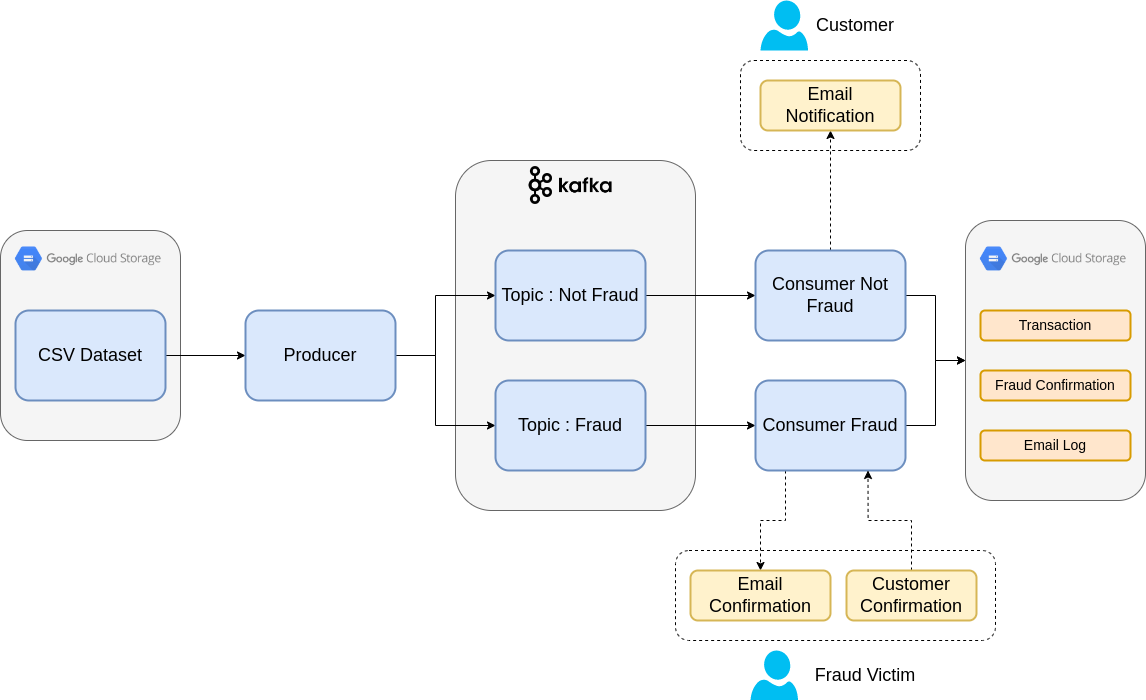 Customer
Email
Notification
kafka
Google Cloud Storage
CSV Dataset
Producer
Topic : Not Fraud
Topic : Fraud
Consumer Not
Fraud
Consumer Fraud
Google Cloud Storage
Transaction
Fraud Confirmation
Email Log
Email
Confirmation
Customer
Confirmation
Fraud Victim